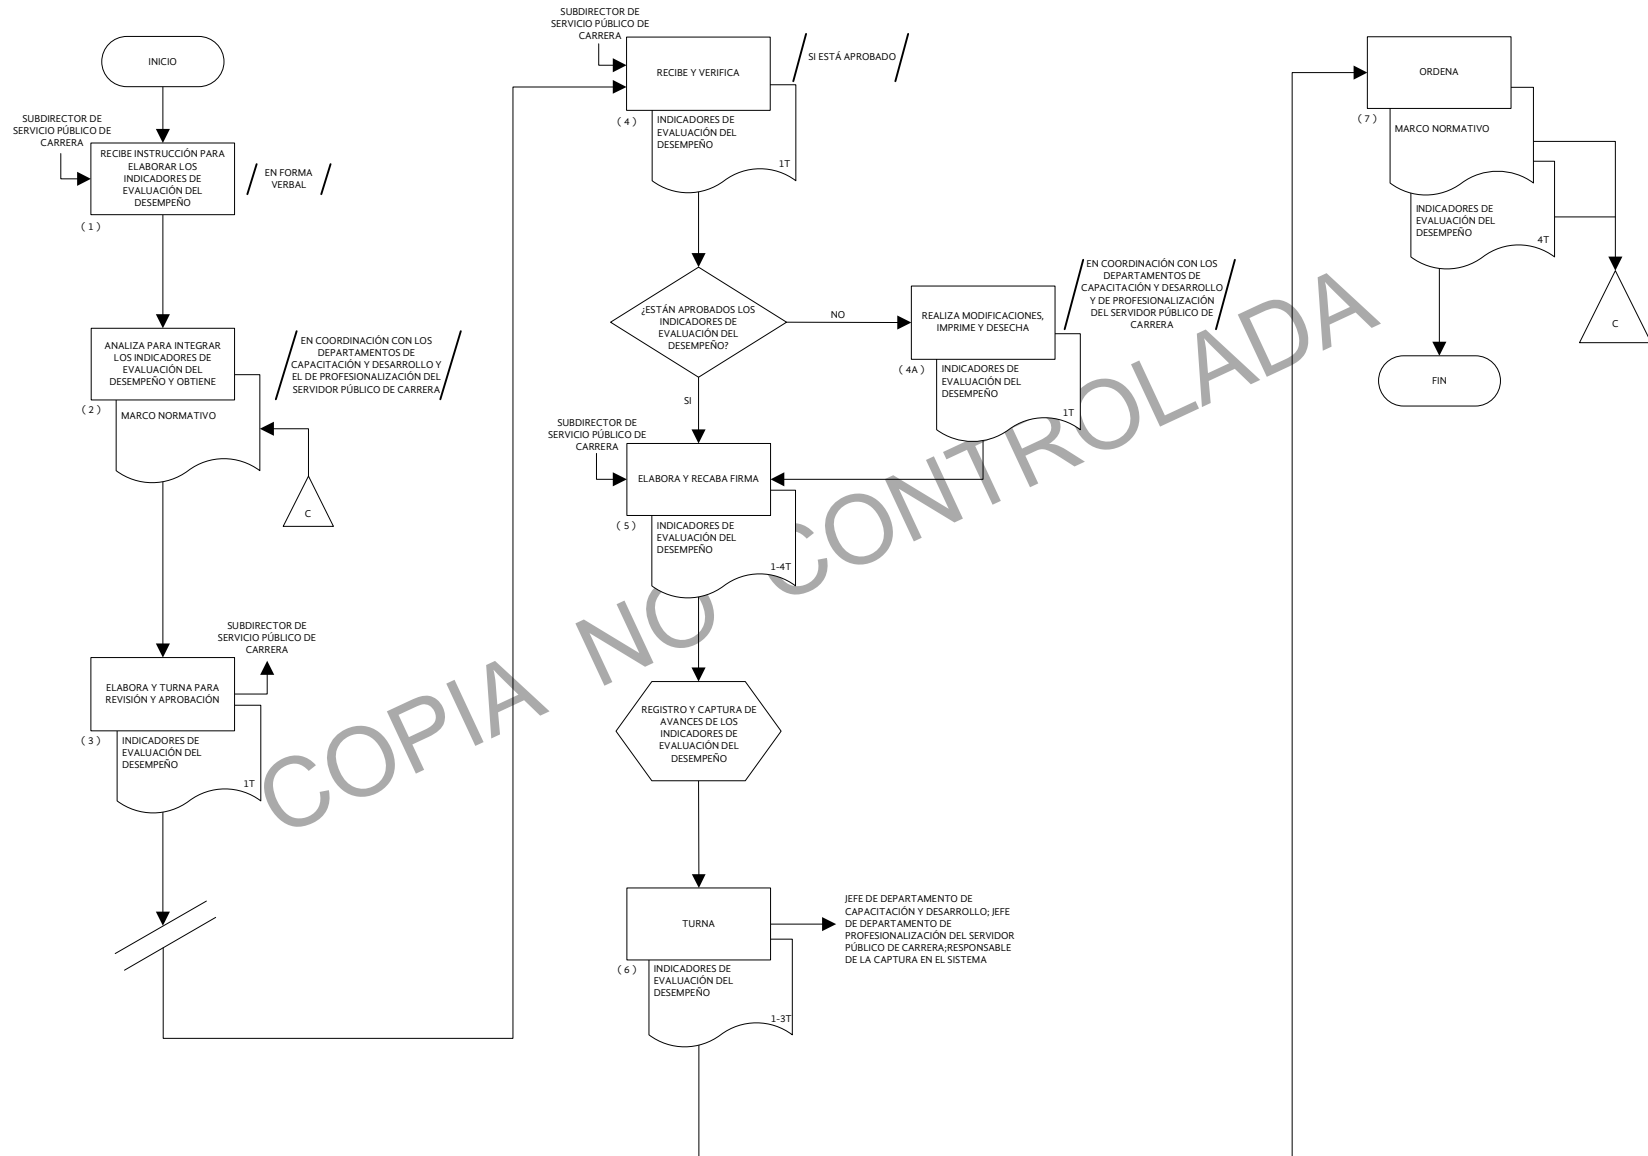 INICIO
SUBDIRECTOR DE
SERVICIO PÚBLICO DE
CARRERA
RECIBE INSTRUCCIÓN PARA
ELABORAR LOS
INDICADORES DE
EVALUACIÓN DEL
DESEMPEÑO
EN FORMA
VERBAL
( 1 )
ANALIZA PARA INTEGRAR
LOS INDICADORES DE
EVALUACIÓN DEL
DESEMPEÑO Y OBTIENE
EN COORDINACIÓN CON LOS
DEPARTAMENTOS DE
CAPACITACIÓN Y DESARROLLO Y
EL DE PROFESIONALIZACIÓN DEL
SERVIDOR PÚBLICO DE CARRERA
( 2 )
MARCO NORMATIVO
C
SUBDIRECTOR DE
SERVICIO PÚBLICO DE
CARRERA
ELABORA Y TURNA PARA
REVISIÓN Y APROBACIÓN
( 3 )
INDICADORES DE
EVALUACIÓN DEL
DESEMPEÑO
1T
SUBDIRECTOR DE
SERVICIO PÚBLICO DE
CARRERA
RECIBE Y VERIFICA
SI ESTÁ APROBADO
( 4 )
INDICADORES DE
EVALUACIÓN DEL
DESEMPEÑO
1T
¿ESTÁN APROBADOS LOS
INDICADORES DE
EVALUACIÓN DEL
DESEMPEÑO?
NO
REALIZA MODIFICACIONES,
IMPRIME Y DESECHA
EN COORDINACIÓN CON LOS
DEPARTAMENTOS DE
CAPACITACIÓN Y DESARROLLO
Y DE PROFESIONALIZACIÓN
DEL SERVIDOR PÚBLICO DE
CARRERA
( 4A )
INDICADORES DE
EVALUACIÓN DEL
DESEMPEÑO
1T
SI
SUBDIRECTOR DE
SERVICIO PÚBLICO DE
CARRERA
ELABORA Y RECABA FIRMA
( 5 )
INDICADORES DE
EVALUACIÓN DEL
DESEMPEÑO
1-4T
REGISTRO Y CAPTURA DE
AVANCES DE LOS
INDICADORES DE
EVALUACIÓN DEL
DESEMPEÑO
TURNA
JEFE DE DEPARTAMENTO DE
CAPACITACIÓN Y DESARROLLO; JEFE
DE DEPARTAMENTO DE
PROFESIONALIZACIÓN DEL SERVIDOR
PÚBLICO DE CARRERA;RESPONSABLE
DE LA CAPTURA EN EL SISTEMA
( 6 )
INDICADORES DE
EVALUACIÓN DEL
DESEMPEÑO
1-3T
ORDENA
( 7 )
MARCO NORMATIVO
INDICADORES DE
EVALUACIÓN DEL
DESEMPEÑO
4T
C
FIN
COPIA NO CONTROLADA